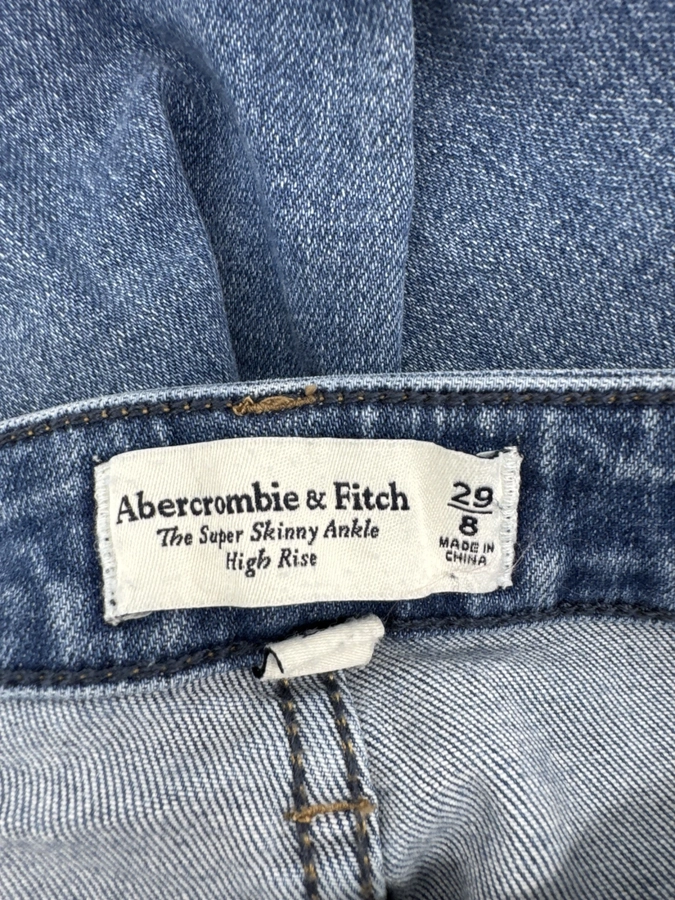 Abercrombie & Fitch
The Super Skinny Ankle
High Rise
29
8
MADE IN
CHINA